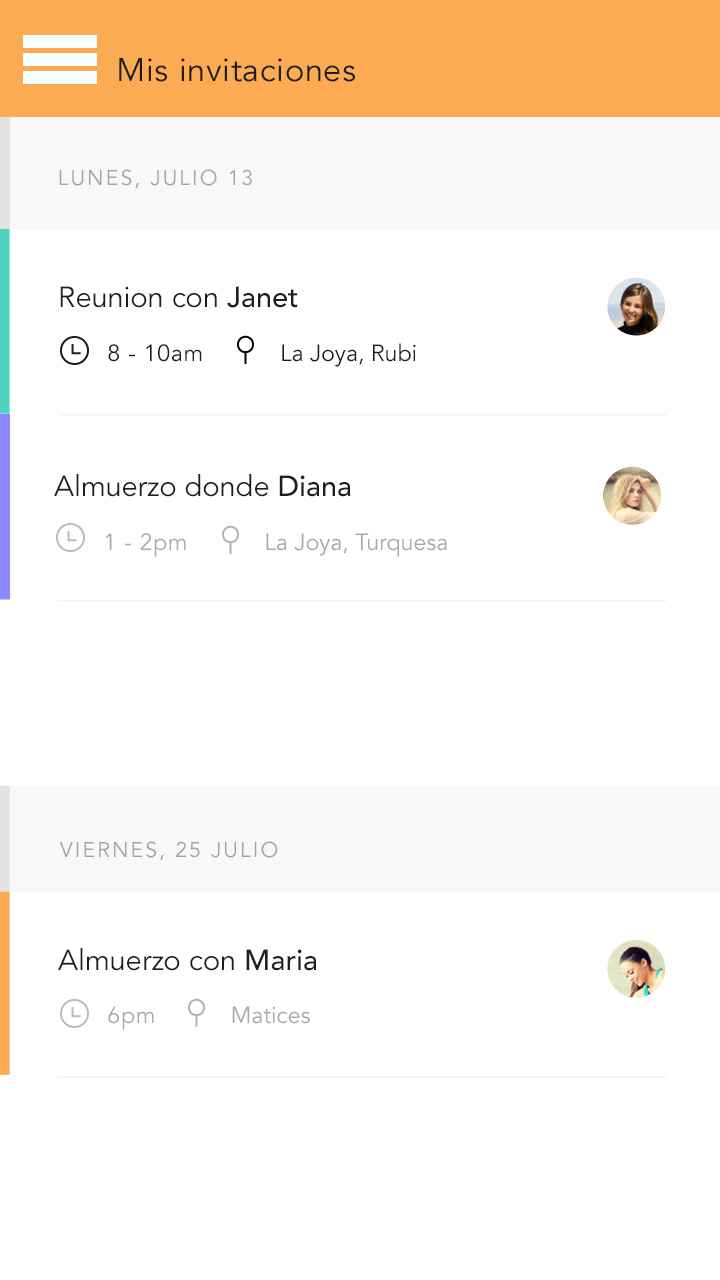 Mis invitaciones
LUNES, JULIO 13
Reunion con Janet
8 - 10am La Joya, Rubi
Almuerzo donde Diana
1 - 2pm La Joya, Turquesa
VIERNES, 25 JULIO
Almuerzo con Maria
6pm Matices